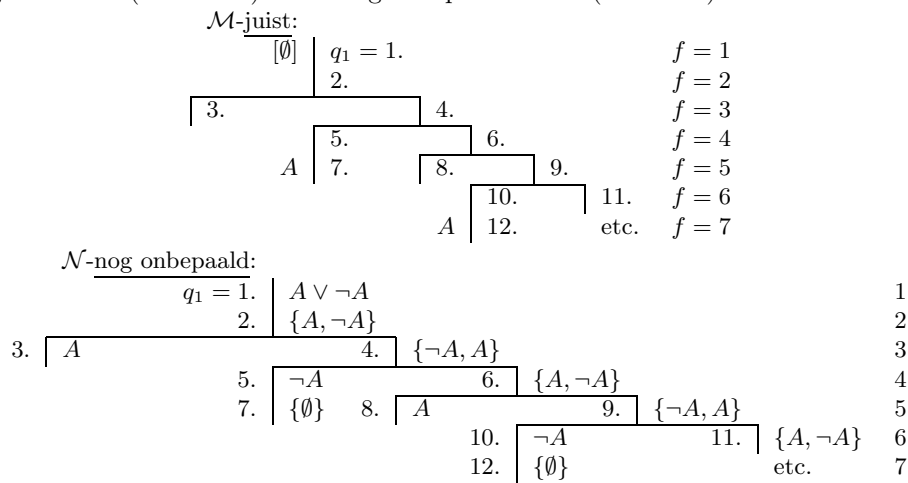 𝓜-juist:
[∅] q₁ = 1. f = 1
2. f = 2
3. 4. f = 3
5. 6. f = 4
A 7. 8. 9. f = 5
10. 11. f = 6
A 12. etc. f = 7
𝓝-nog onbepaald:
q₁ = 1. A ∨ ¬A 1
2. {A, ¬A} 2
3. A 4. {¬A, A} 3
5. ¬A 6. {A, ¬A} 4
7. {∅} 8. A 9. {¬A, A} 5
10. ¬A 11. {A, ¬A} 6
12. {∅} etc. 7